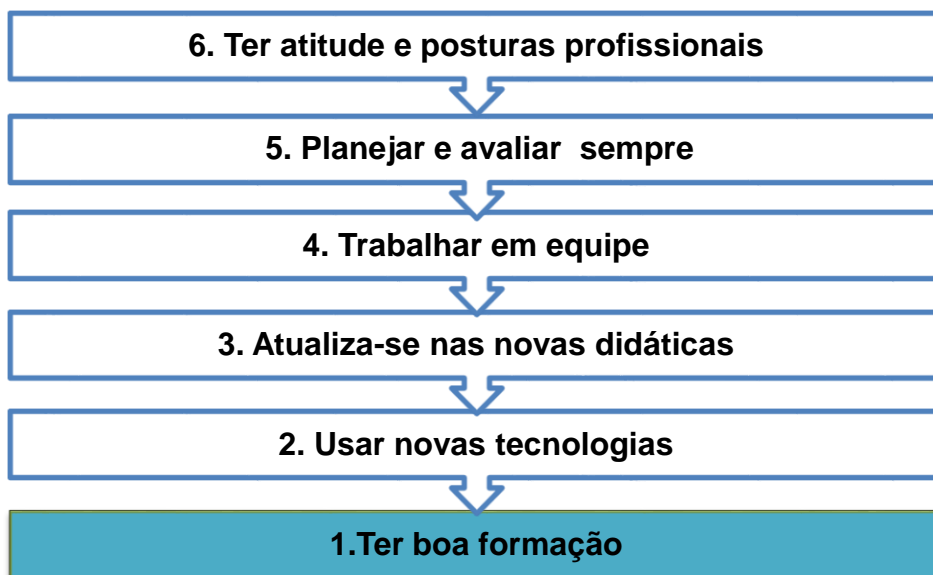 6. Ter atitude e posturas profissionais
5. Planejar e avaliar  sempre
4. Trabalhar em equipe
3. Atualiza-se nas novas didáticas
2. Usar novas tecnologias
1.Ter boa formação